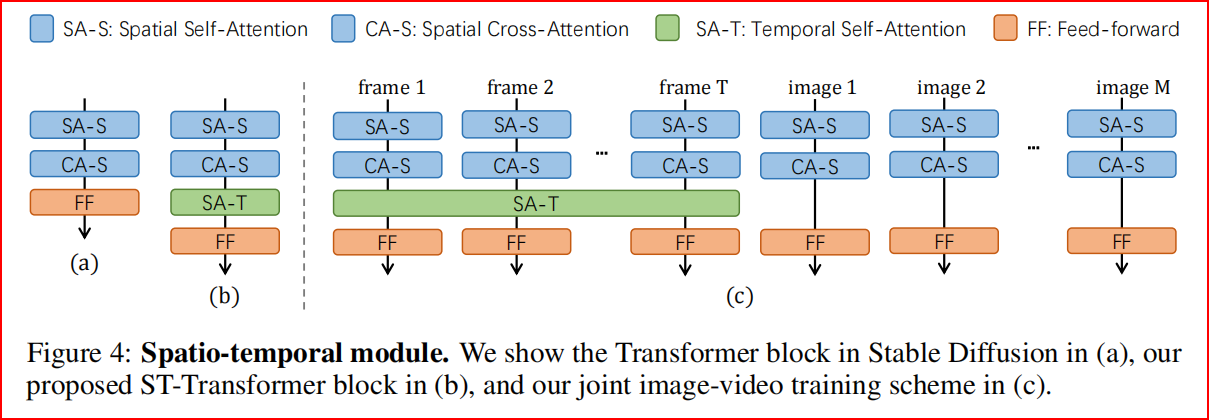 SA-S: Spatial Self-Attention CA-S: Spatial Cross-Attention SA-T: Temporal Self-Attention FF: Feed-forward
frame 1 frame 2 frame T image 1 image 2 image M
SA-S SA-S SA-S SA-S SA-S SA-S SA-S SA-S
CA-S CA-S CA-S CA-S ... CA-S CA-S CA-S ... CA-S
FF SA-T SA-T
FF FF FF FF FF FF FF
(a)
(b) (c)
Figure 4: Spatio-temporal module. We show the Transformer block in Stable Diffusion in (a), our
proposed ST-Transformer block in (b), and our joint image-video training scheme in (c).